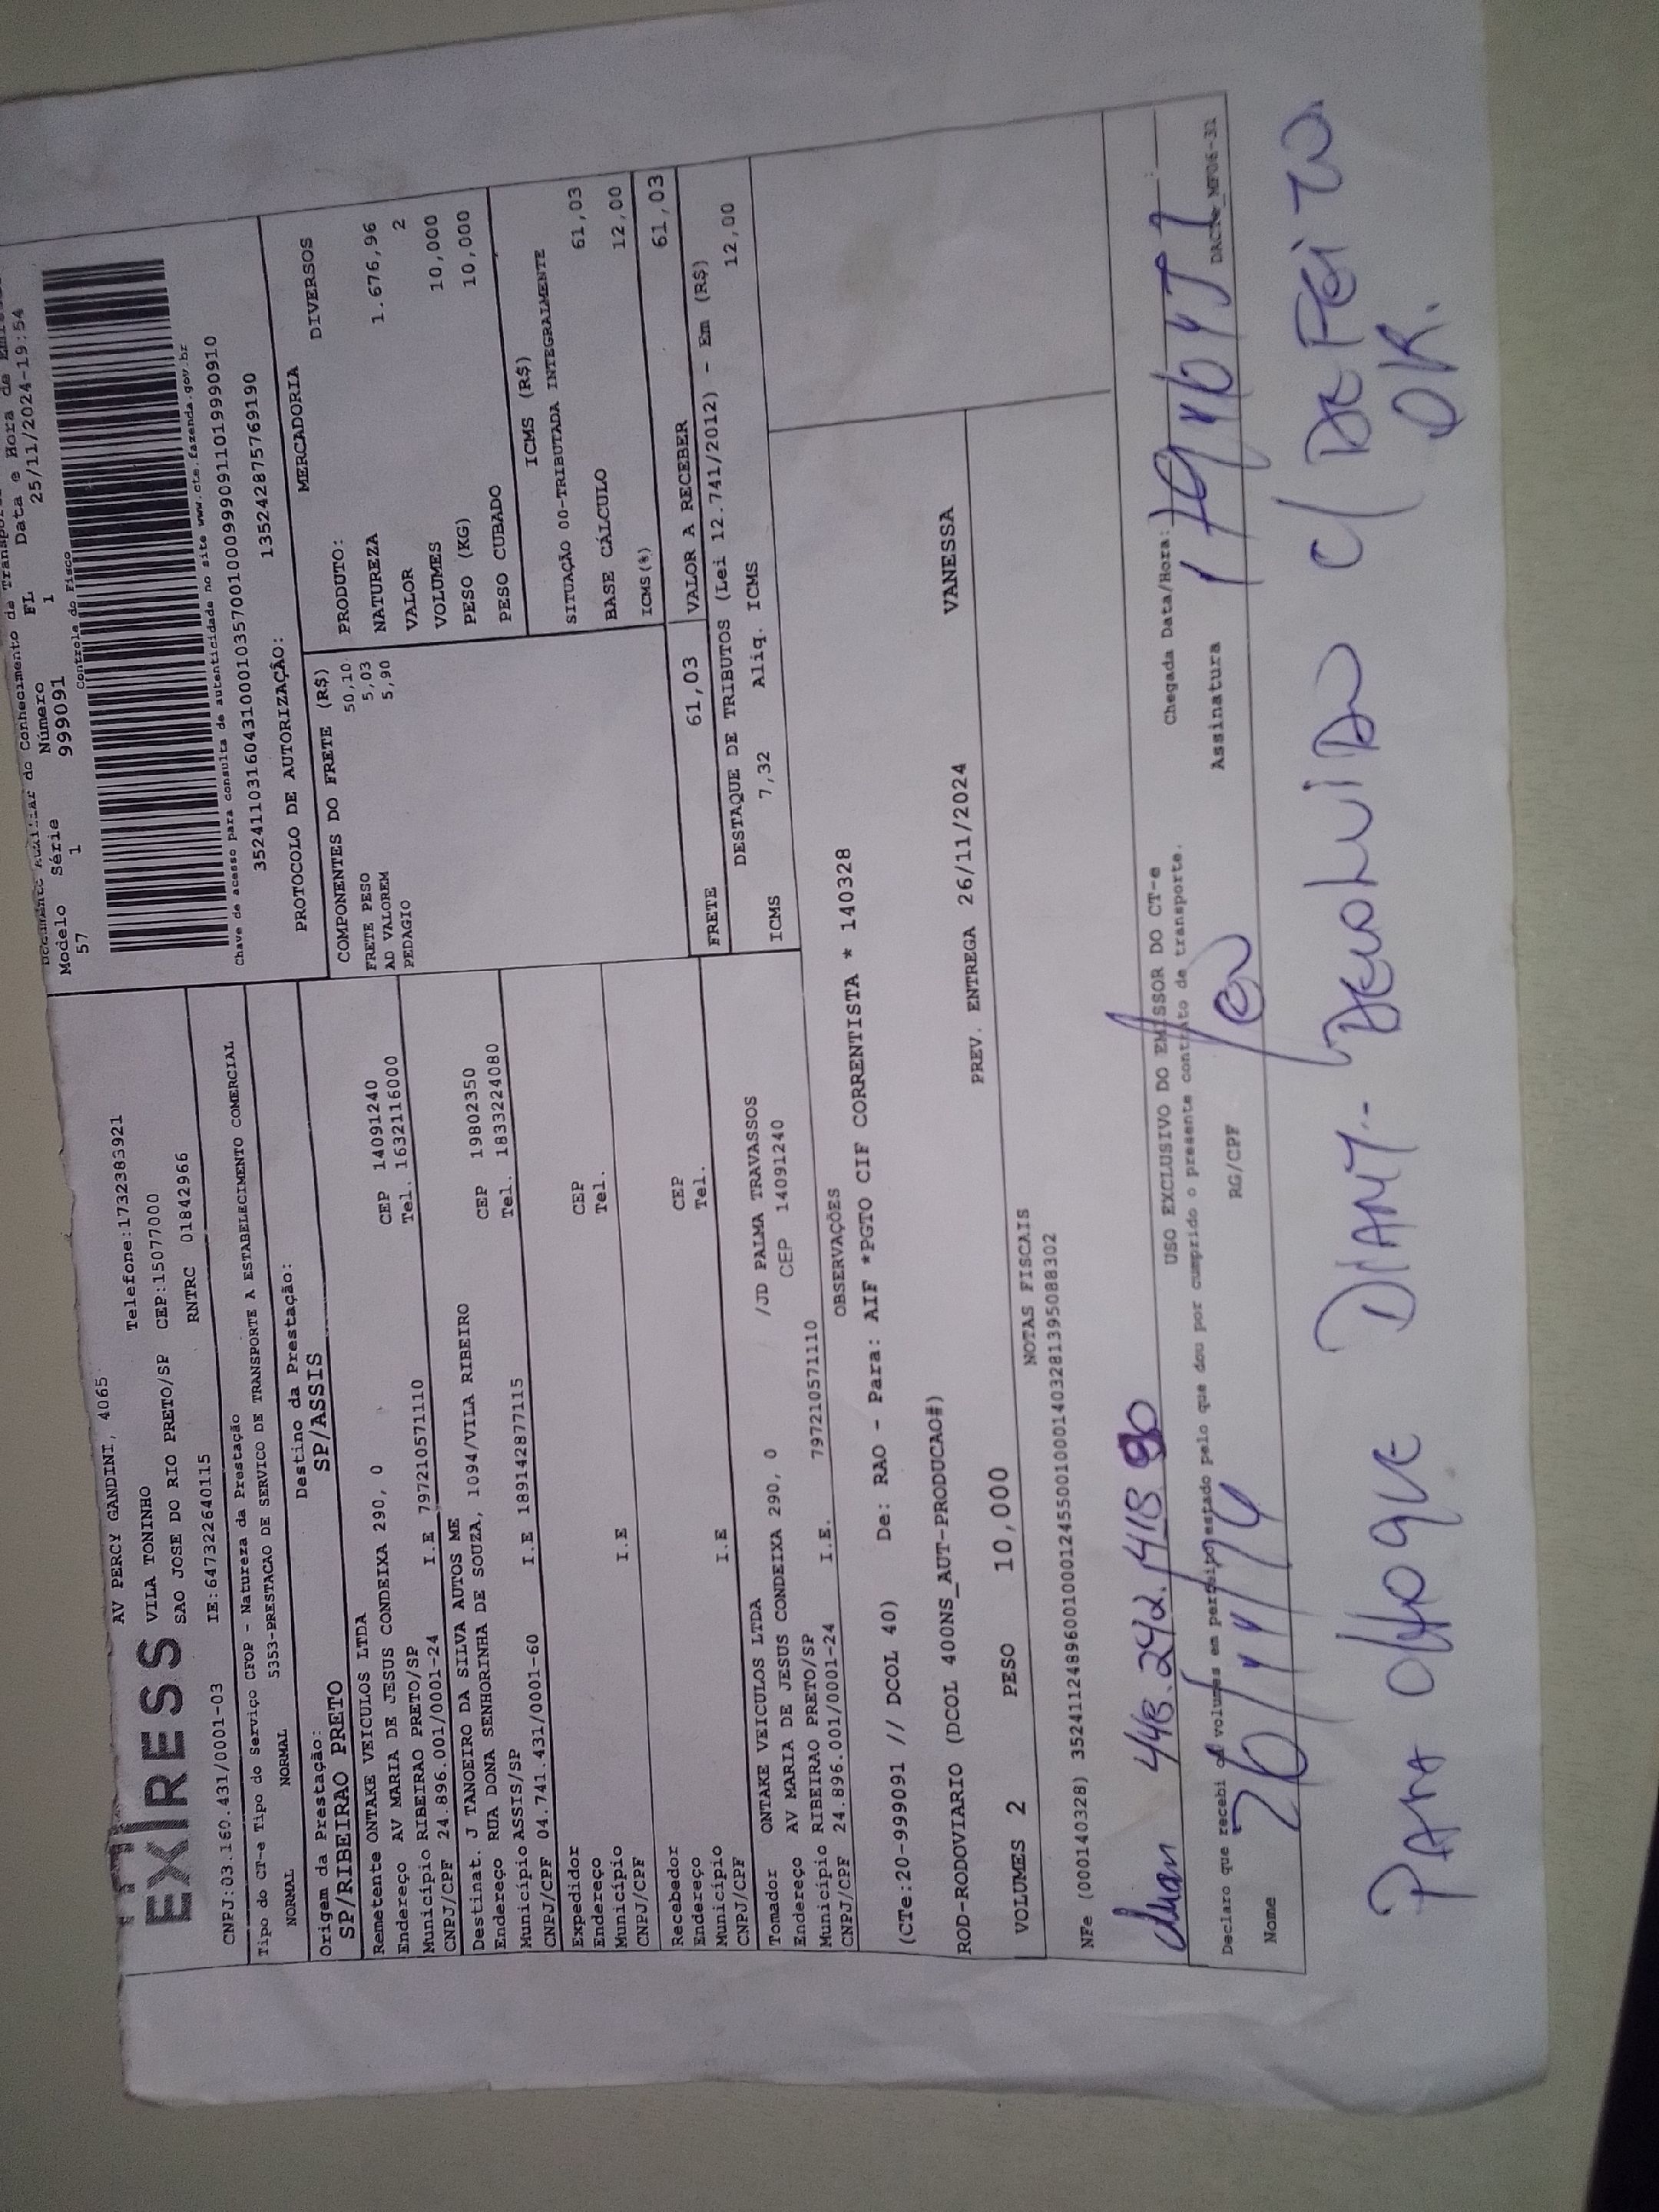 EXPRESS
AV PERCY GANDINI, 4065
Telefone:1732383921
VILA TONINHO
SAO JOSE DO RIO PRETO/SP CEP:15077000
CNPJ:03.160.431/0001-03 IE:647322640115 RNTRC 01842966
Documento Auxiliar do Conhecimento de Transporte
Modelo Série Número FL Data e Hora de
57 1 999091 1 25/11/2024-19:54
Controle do Fisco
Chave de acesso para consulta de autenticidade no site www.cte.fazenda.gov.br
35241103160431000103570010009990911019990910
PROTOCOLO DE AUTORIZAÇÃO: 135242875769190
Tipo do CT-e Tipo do Serviço CFOP - Natureza da Prestação
NORMAL NORMAL 5353-PRESTACAO DE SERVICO DE TRANSPORTE A ESTABELECIMENTO COMERCIAL
Origem da Prestação: Destino da Prestação:
SP/RIBEIRAO PRETO SP/ASSIS
Remetente ONTAKE VEICULOS LTDA
Endereço AV MARIA DE JESUS CONDEIXA 290, 0 CEP 14091240
Município RIBEIRAO PRETO/SP Tel. 1632116000
CNPJ/CPF 24.896.001/0001-24 I.E 797210571110
Destinat. J TANOEIRO DA SILVA AUTOS ME
Endereço RUA DONA SENHORINHA DE SOUZA, 1094/VILA RIBEIRO CEP 19802350
Município ASSIS/SP Tel. 1833224080
CNPJ/CPF 04.741.431/0001-60 I.E 189142877115
Expedidor
Endereço CEP
Município Tel.
CNPJ/CPF I.E
Recebedor
Endereço CEP
Município Tel.
CNPJ/CPF I.E
Tomador ONTAKE VEICULOS LTDA
Endereço AV MARIA DE JESUS CONDEIXA 290, 0 /JD PALMA TRAVASSOS
Município RIBEIRAO PRETO/SP CEP 14091240
CNPJ/CPF 24.896.001/0001-24 I.E. 797210571110
COMPONENTES DO FRETE (R$)
FRETE PESO 50,10
AD VALOREM 5,03
PEDAGIO 5,90
MERCADORIA
PRODUTO: DIVERSOS
NATUREZA
VALOR 1.676,96
VOLUMES 2
PESO (KG) 10,000
PESO CUBADO 10,000
ICMS (R$)
SITUAÇÃO 00-TRIBUTADA INTEGRALMENTE
BASE CÁLCULO 61,03
ICMS(%) 12,00
FRETE 61,03 VALOR A RECEBER 61,03
DESTAQUE DE TRIBUTOS (Lei 12.741/2012) - Em (R$)
ICMS 7,32 Aliq. ICMS 12,00
OBSERVAÇÕES
(CTe:20-999091 // DCOL 40) De: RAO - Para: AIF *PGTO CIF CORRENTISTA * 140328
ROD-RODOVIARIO (DCOL 400NS_AUT-PRODUCAO#)
PREV. ENTREGA 26/11/2024 VANESSA
VOLUMES 2 PESO 10,000
NOTAS FISCAIS
NFe (000140328) 35241124896001000124550010001403281395088302
448.242.418.90
USO EXCLUSIVO DO EMISSOR DO CT-e
Chegada Data/Hora:
Declaro que recebi os volumes em perfeito estado pelo que dou por cumprido o presente contrato de transporte.
Nome RG/CPF Assinatura
DACTe_MF06-32
PARA CHOQUE DIANT. DEVOLVIDO C/ DEFEITO
OK.